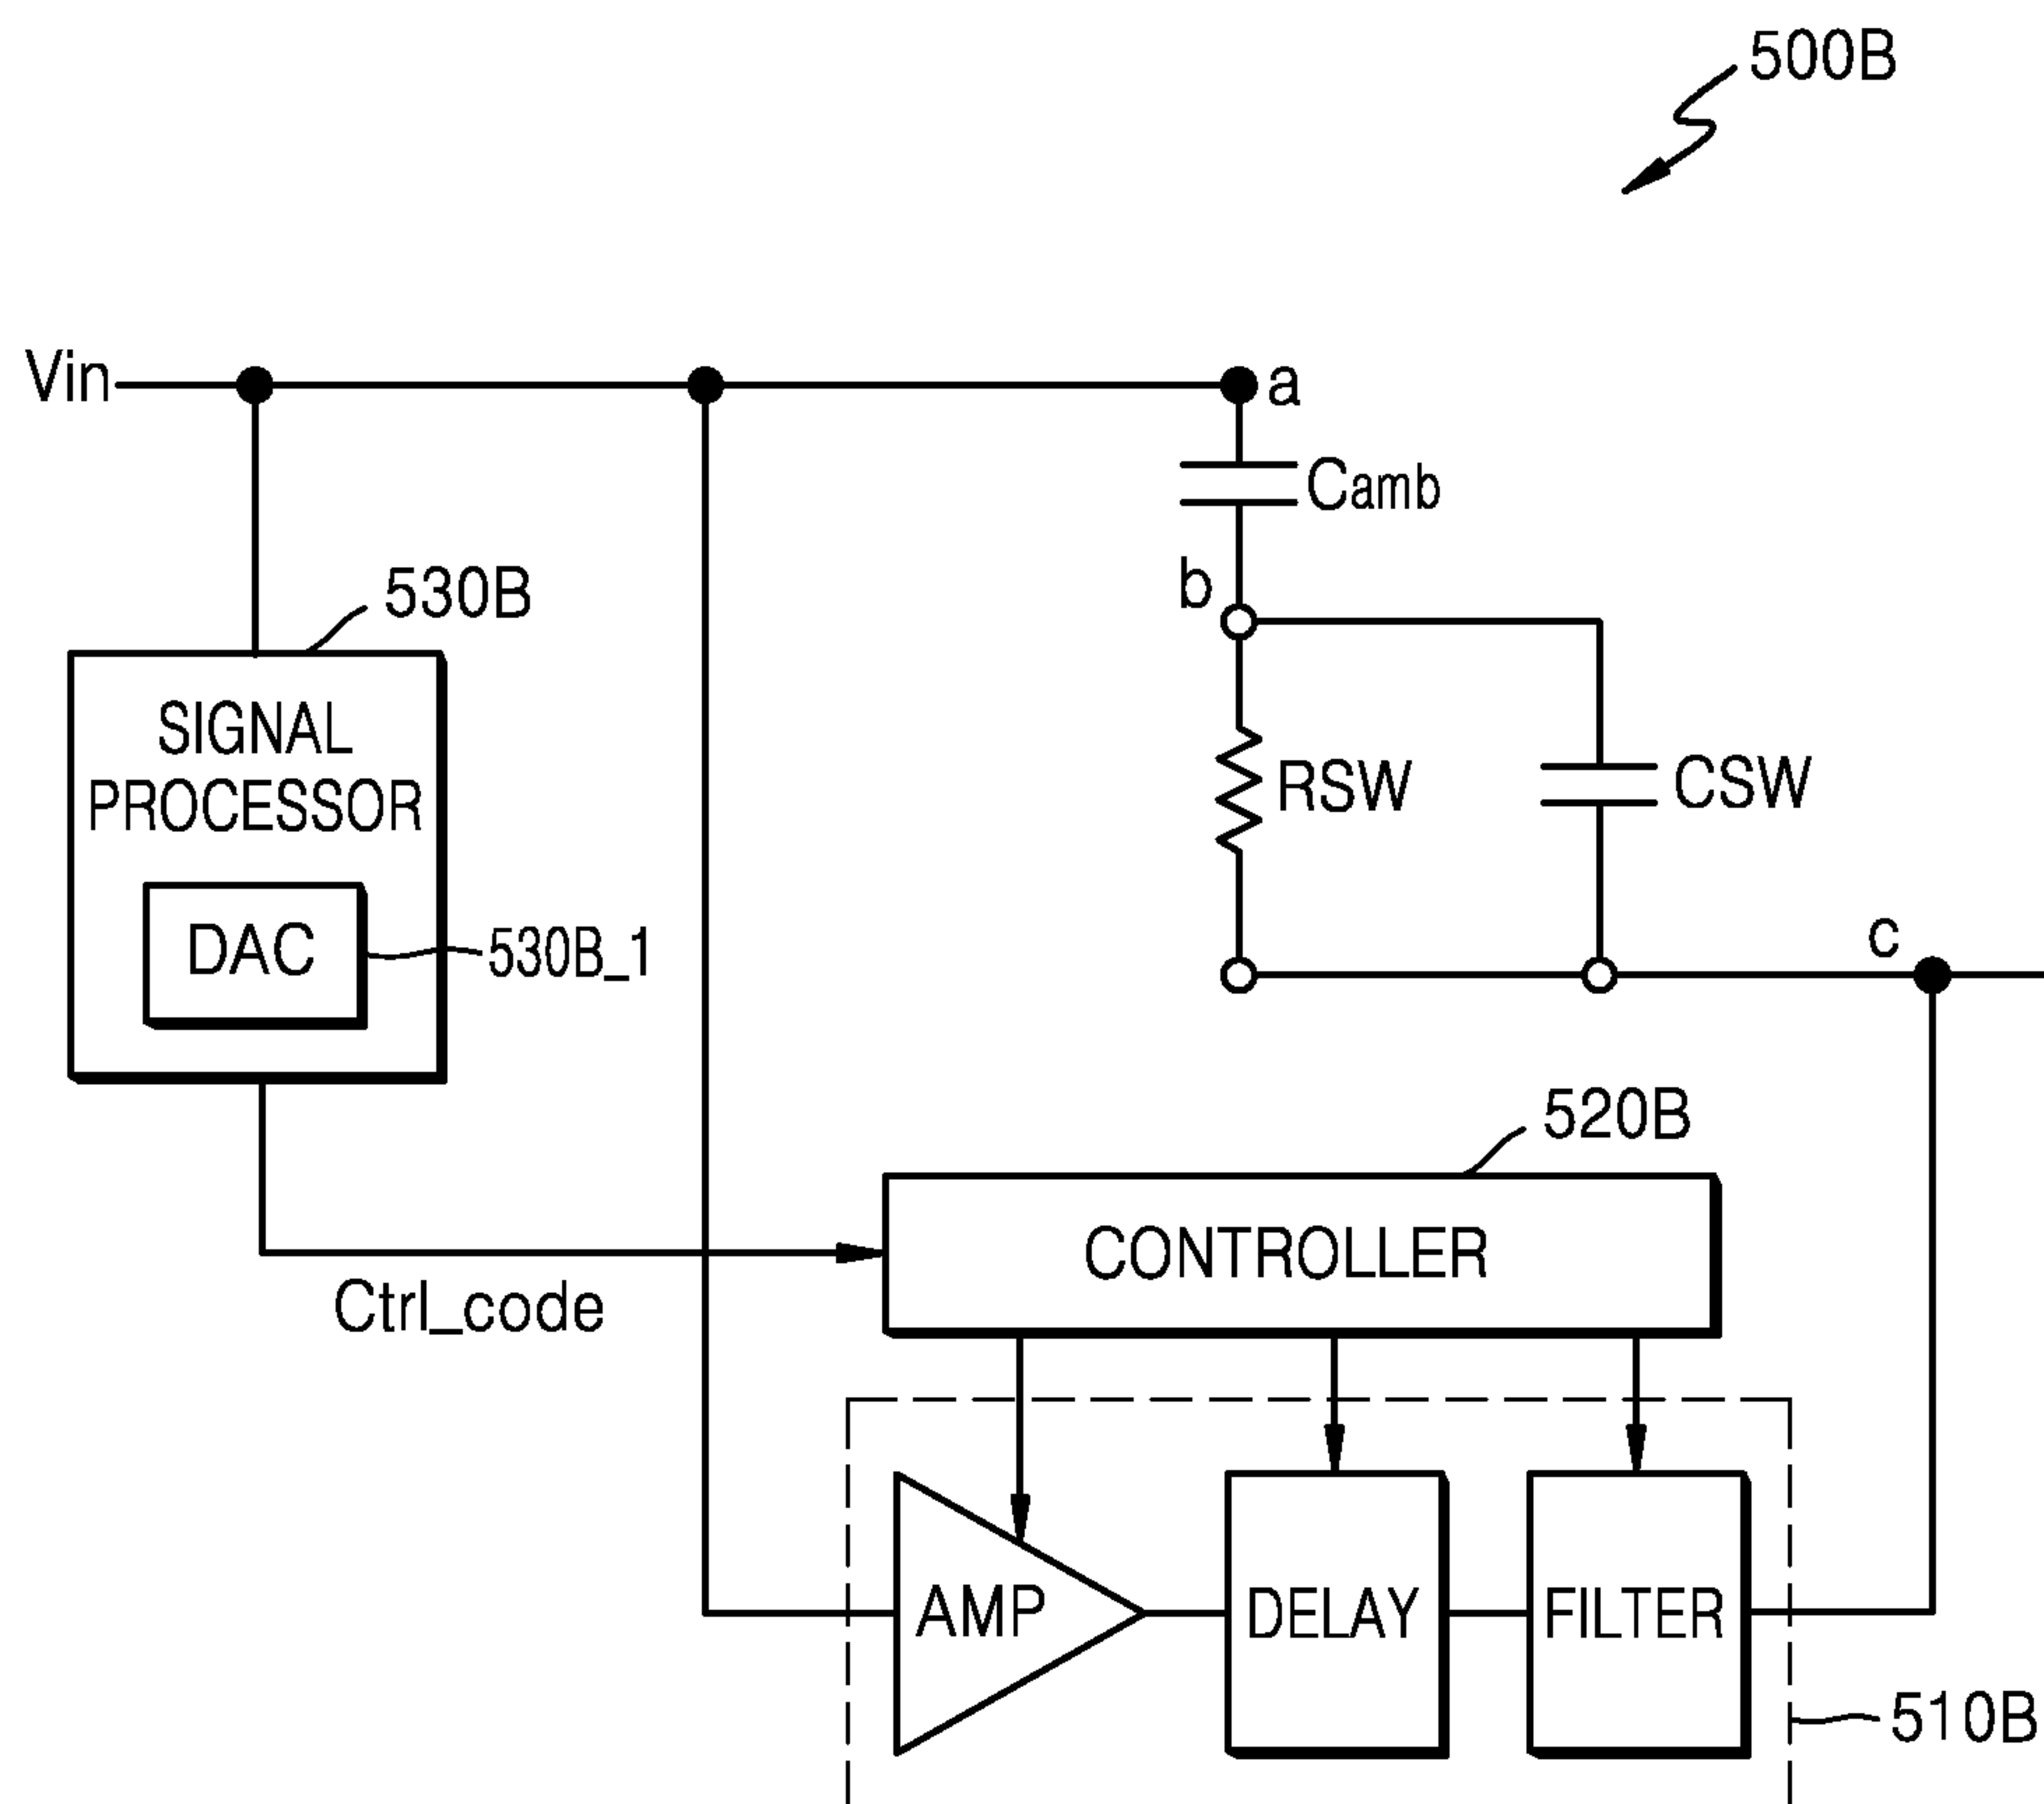 500B
Vin
a
Camb
b
530B
SIGNAL
PROCESSOR
RSW
CSW
DAC
530B_1
c
520B
CONTROLLER
Ctrl_code
AMP
DELAY
FILTER
510B